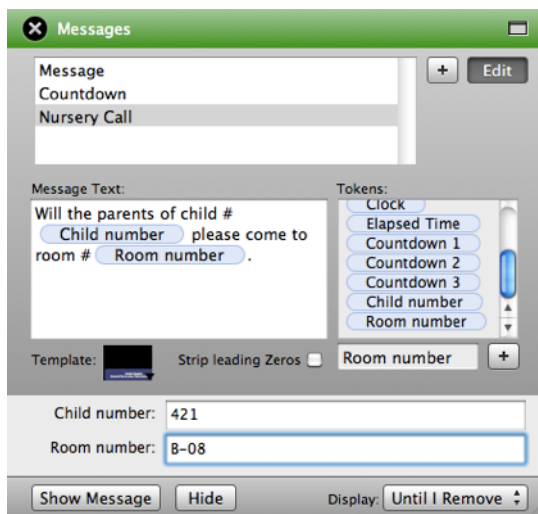 Messages
Message
Countdown
Nursery Call
+
Edit
Message Text:
Will the parents of child #
Child number please come to
room # Room number .
Tokens:
Clock
Elapsed Time
Countdown 1
Countdown 2
Countdown 3
Child number
Room number
Template:
Strip leading Zeros
Room number
+
Child number: 421
Room number: B-08
Show Message
Hide
Display: Until I Remove